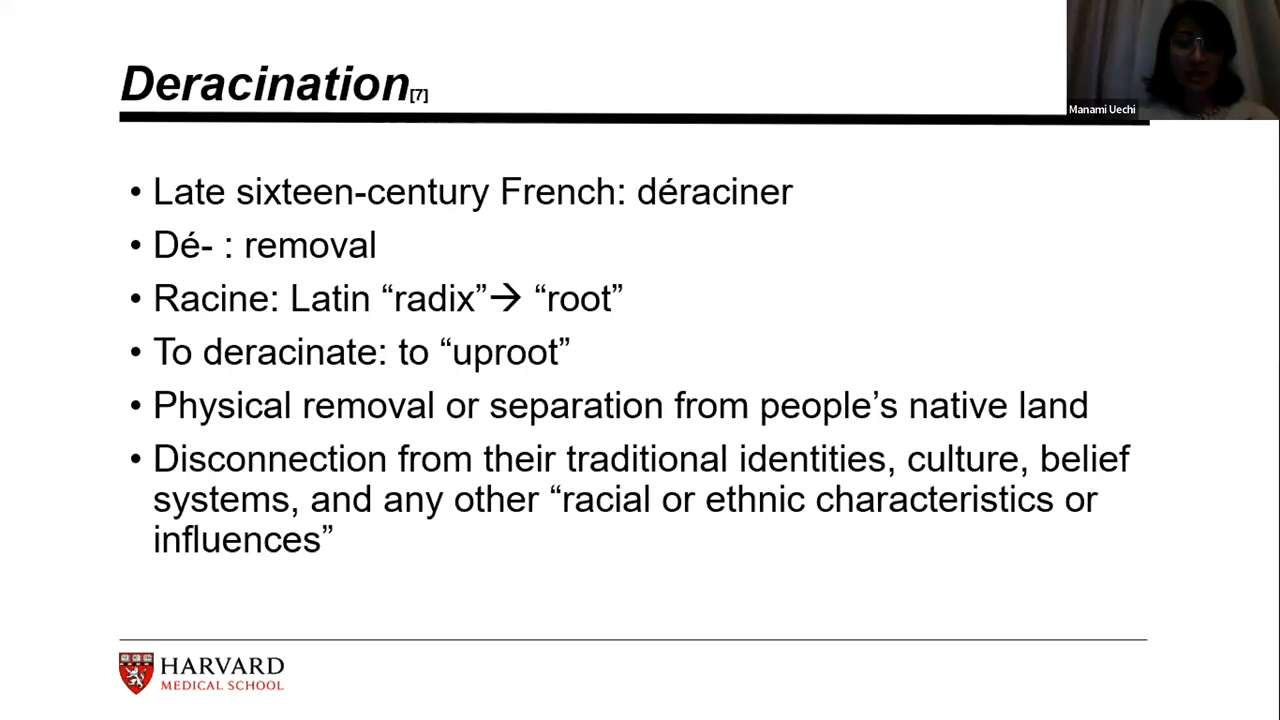 Deracination[7]
Manami Uechi
• Late sixteen-century French: déraciner
• Dé- : removal
• Racine: Latin “radix”→ “root”
• To deracinate: to “uproot”
• Physical removal or separation from people’s native land
• Disconnection from their traditional identities, culture, belief
systems, and any other “racial or ethnic characteristics or
influences”
HARVARD
MEDICAL SCHOOL